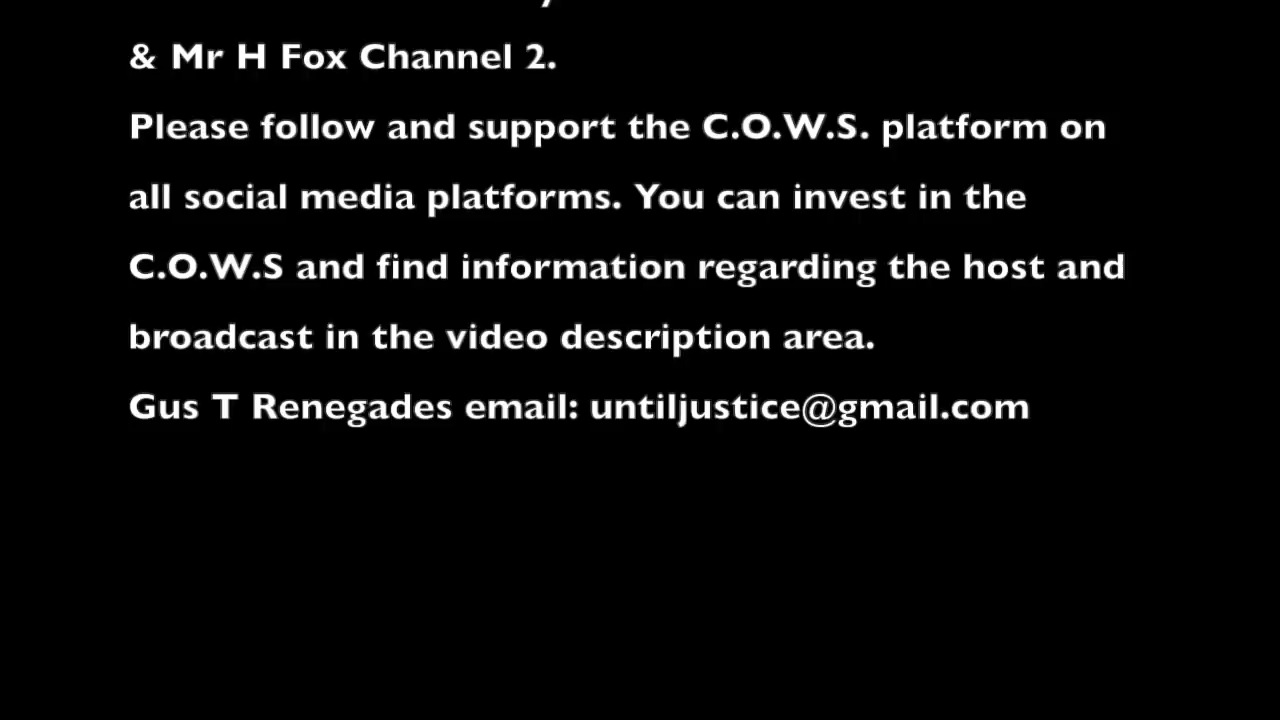 & Mr H Fox Channel 2.
Please follow and support the C.O.W.S. platform on
all social media platforms. You can invest in the
C.O.W.S and find information regarding the host and
broadcast in the video description area.
Gus T Renegades email: untiljustice@gmail.com